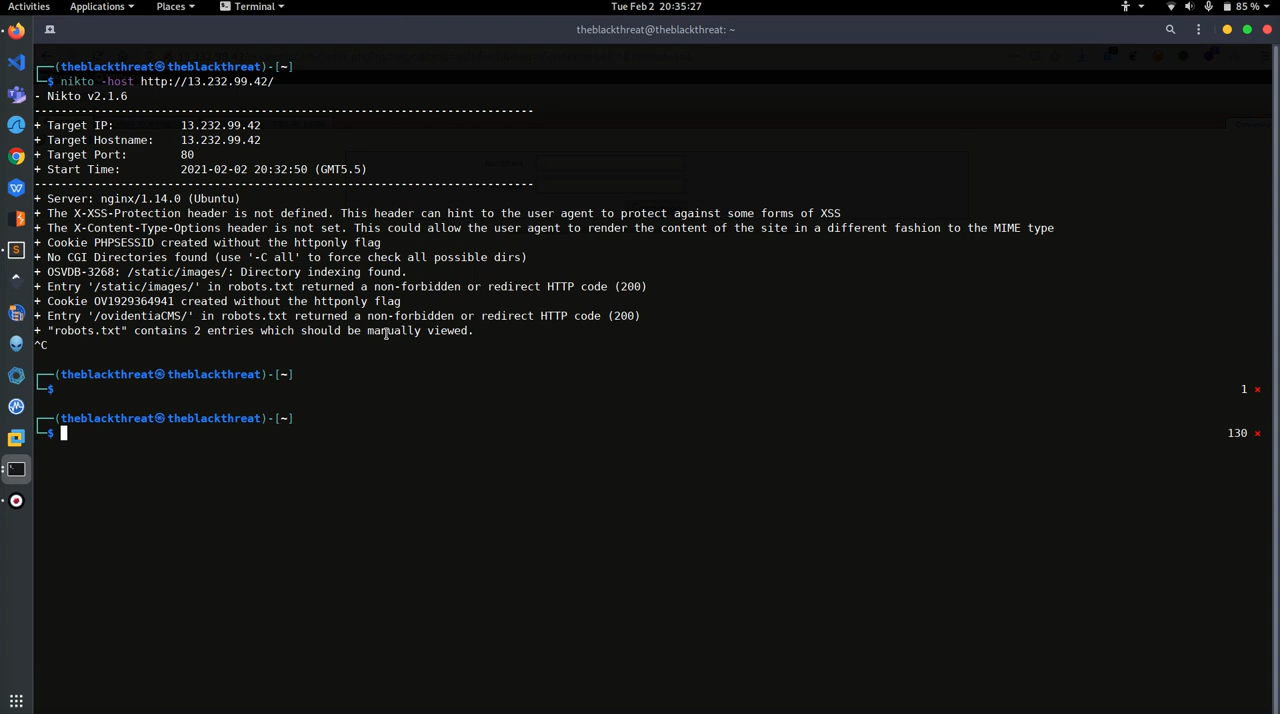 Activities Applications Places Terminal Tue Feb 2 20:35:27 85 %
theblackthreat@theblackthreat: ~
┌──(theblackthreat㉿theblackthreat)-[~]
└─$ nikto -host http://13.232.99.42/
- Nikto v2.1.6
---------------------------------------------------------------------------
+ Target IP: 13.232.99.42
+ Target Hostname: 13.232.99.42
+ Target Port: 80
+ Start Time: 2021-02-02 20:32:50 (GMT5.5)
---------------------------------------------------------------------------
+ Server: nginx/1.14.0 (Ubuntu)
+ The X-XSS-Protection header is not defined. This header can hint to the user agent to protect against some forms of XSS
+ The X-Content-Type-Options header is not set. This could allow the user agent to render the content of the site in a different fashion to the MIME type
+ Cookie PHPSESSID created without the httponly flag
+ No CGI Directories found (use '-C all' to force check all possible dirs)
+ OSVDB-3268: /static/images/: Directory indexing found.
+ Entry '/static/images/' in robots.txt returned a non-forbidden or redirect HTTP code (200)
+ Cookie OV1929364941 created without the httponly flag
+ Entry '/ovidentiaCMS/' in robots.txt returned a non-forbidden or redirect HTTP code (200)
+ "robots.txt" contains 2 entries which should be manually viewed.
^C
┌──(theblackthreat㉿theblackthreat)-[~]
└─$ 1 ⨯
┌──(theblackthreat㉿theblackthreat)-[~]
└─$ 130 ⨯